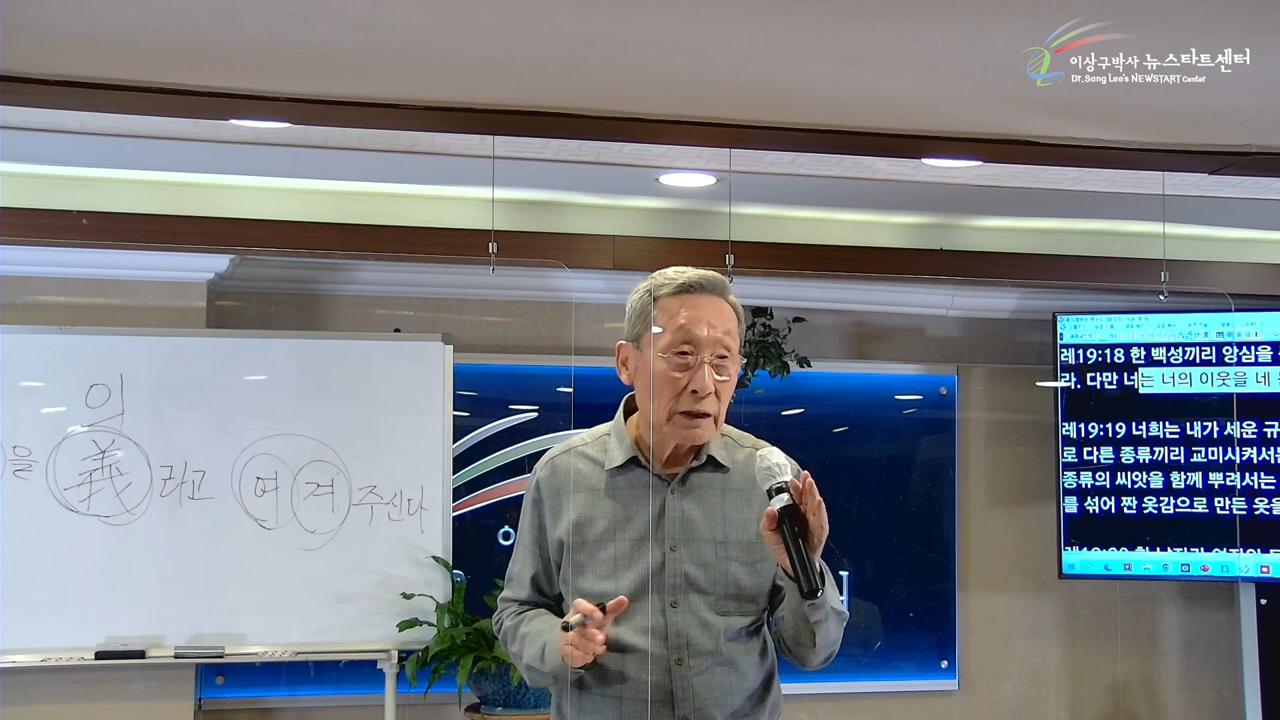 이상구박사 뉴스타트센터
Dr. Sang Lee's NEWSTART Center
의
을 義 라고 여겨 주신다
레19:18 한 백성끼리 앙심을
라. 다만 너는 너의 이웃을 네
레19:19 너희는 내가 세운 규
로 다른 종류끼리 교미시켜서는
종류의 씨앗을 함께 뿌려서는
를 섞어 짠 옷감으로 만든 옷을